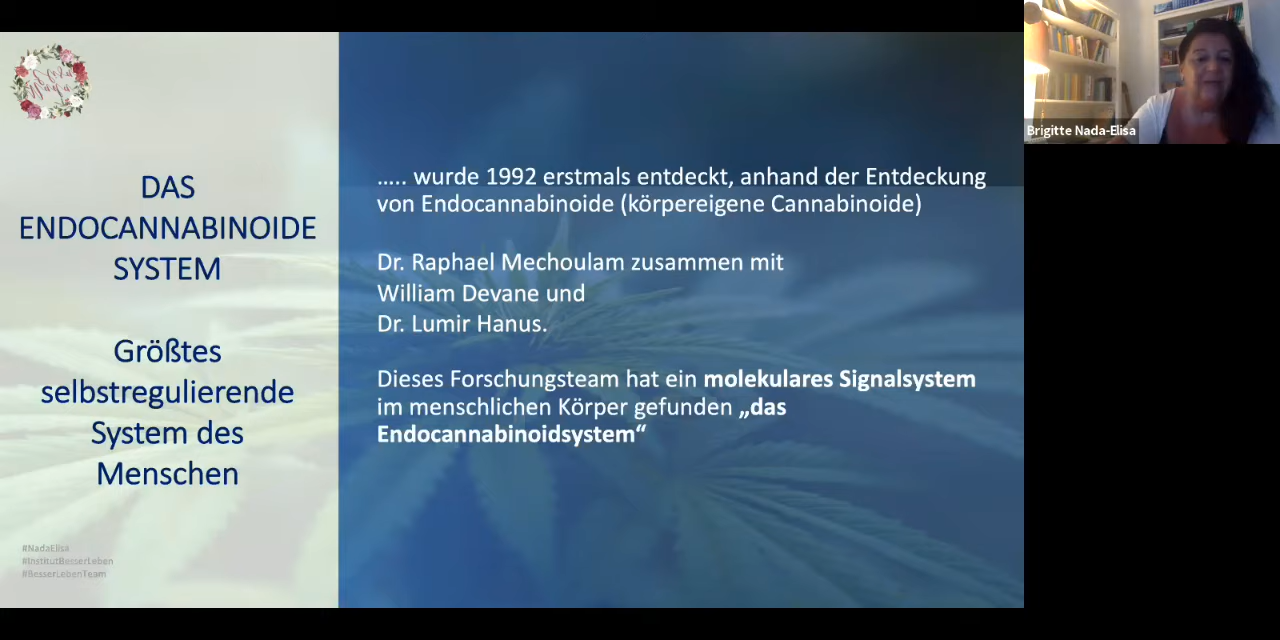 DAS
ENDOCANNABINOIDE
SYSTEM
Größtes
selbstregulierende
System des
Menschen
#NadaElisa
#InstitutBesserLeben
#BesserLebenTeam
….. wurde 1992 erstmals entdeckt, anhand der Entdeckung
von Endocannabinoide (körpereigene Cannabinoide)
Dr. Raphael Mechoulam zusammen mit
William Devane und
Dr. Lumir Hanus.
Dieses Forschungsteam hat ein molekulares Signalsystem
im menschlichen Körper gefunden „das
Endocannabinoidsystem“
Brigitte Nada-Elisa